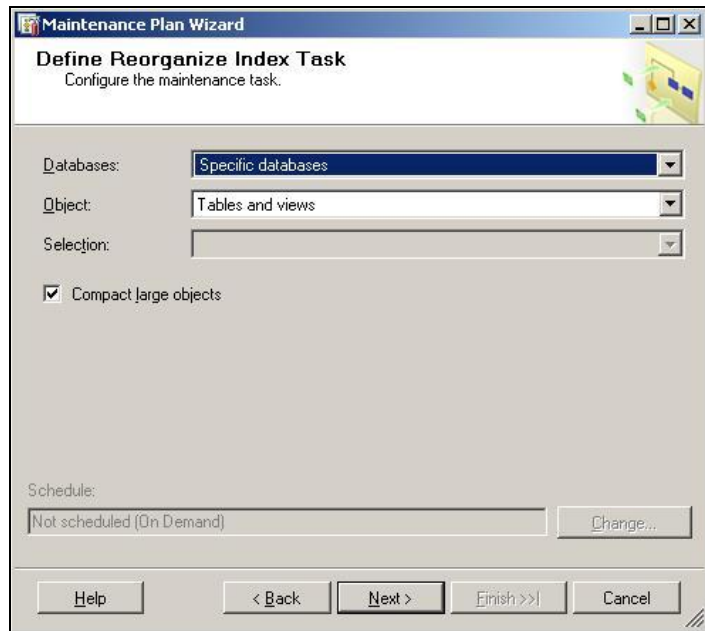 Maintenance Plan Wizard
Define Reorganize Index Task
Configure the maintenance task.
Databases: Specific databases
Object: Tables and views
Selection:
Compact large objects
Schedule:
Not scheduled (On Demand) Change...
Help < Back Next > Finish >>| Cancel